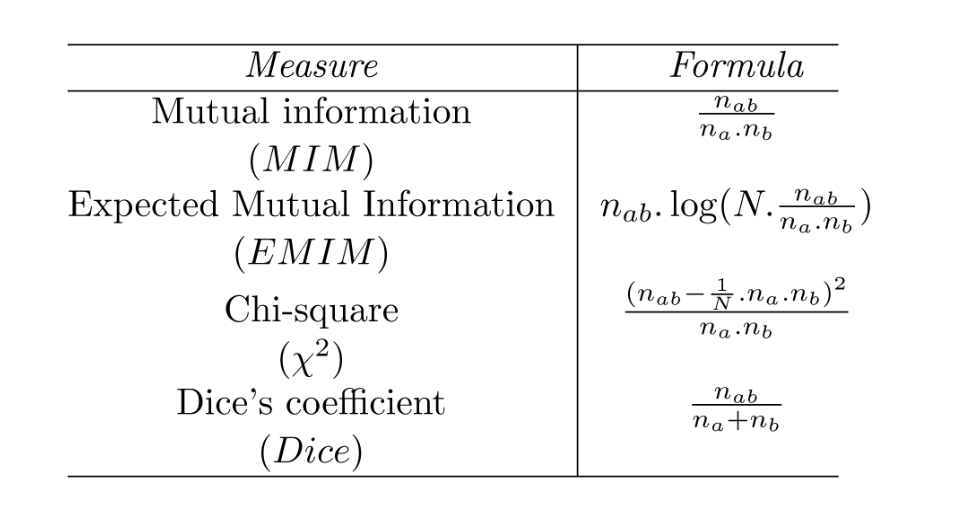 Measure Formula
Mutual information $\frac{n_{ab}}{n_a.n_b}$
(MIM)
Expected Mutual Information $n_{ab}.\log(N.\frac{n_{ab}}{n_a.n_b})$
(EMIM)
Chi-square $\frac{(n_{ab}-\frac{1}{N}.n_a.n_b)^2}{n_a.n_b}$
($\chi^2$)
Dice's coefficient $\frac{n_{ab}}{n_a+n_b}$
(Dice)